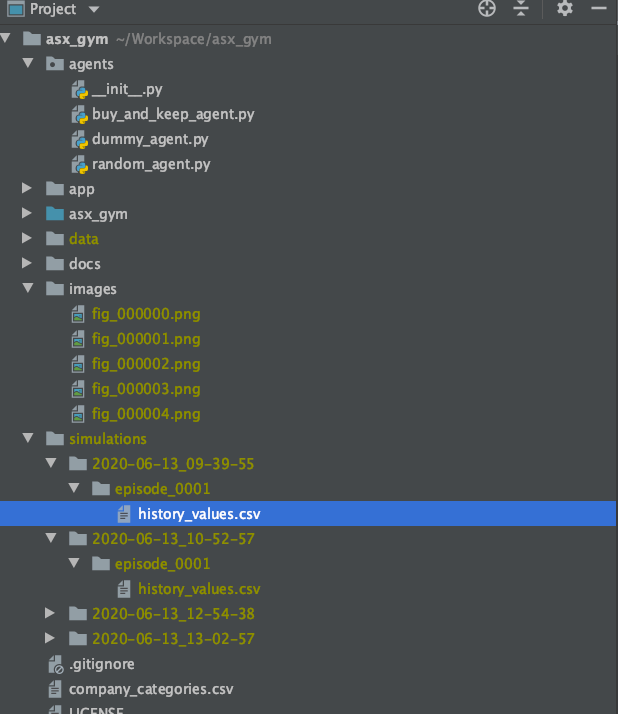 Project
asx_gym ~/Workspace/asx_gym
agents
__init__.py
buy_and_keep_agent.py
dummy_agent.py
random_agent.py
app
asx_gym
data
docs
images
fig_000000.png
fig_000001.png
fig_000002.png
fig_000003.png
fig_000004.png
simulations
2020-06-13_09-39-55
episode_0001
history_values.csv
2020-06-13_10-52-57
episode_0001
history_values.csv
2020-06-13_12-54-38
2020-06-13_13-02-57
.gitignore
company_categories.csv
LICENSE